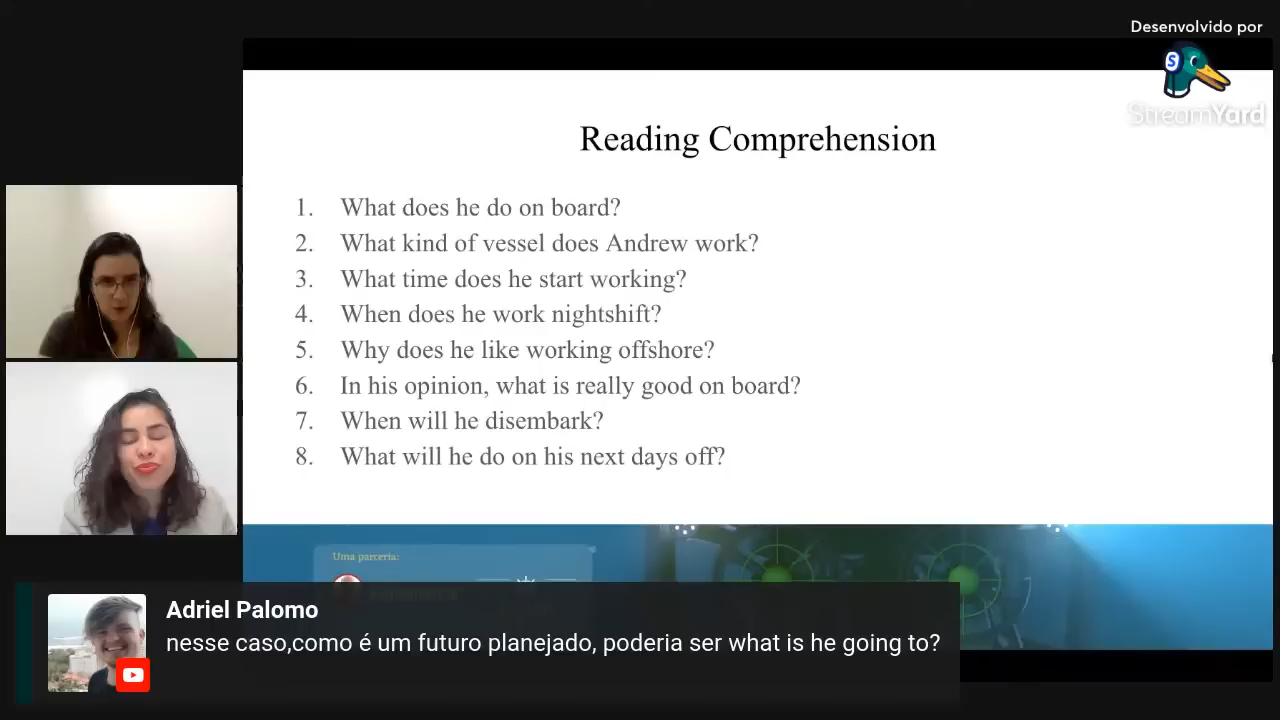 Desenvolvido por
S
StreamYard
Reading Comprehension
1. What does he do on board?
2. What kind of vessel does Andrew work?
3. What time does he start working?
4. When does he work nightshift?
5. Why does he like working offshore?
6. In his opinion, what is really good on board?
7. When will he disembark?
8. What will he do on his next days off?
Uma parceria:
Adriel Palomo
nesse caso,como é um futuro planejado, poderia ser what is he going to?